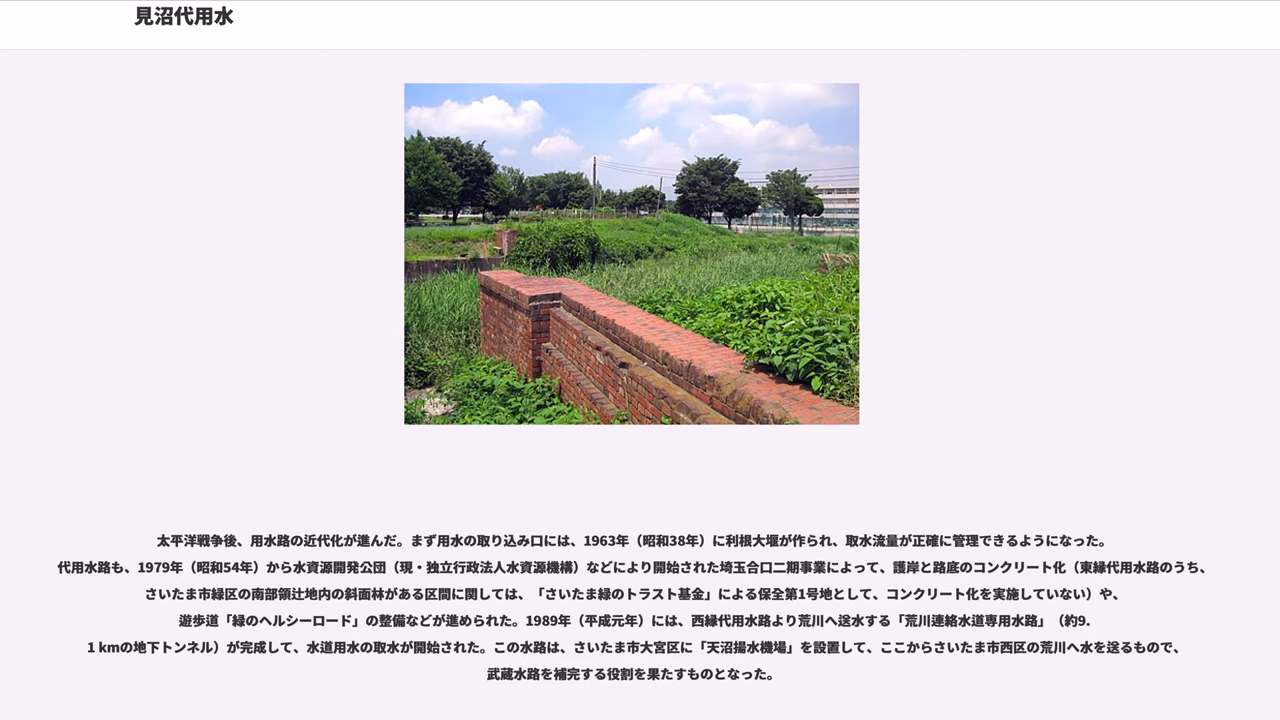 見沼代用水
太平洋戦争後、用水路の近代化が進んだ。まず用水の取り込み口には、1963年（昭和38年）に利根大堰が作られ、取水流量が正確に管理できるようになった。
代用水路も、1979年（昭和54年）から水資源開発公団（現・独立行政法人水資源機構）などにより開始された埼玉合口二期事業によって、護岸と路底のコンクリート化（東縁代用水路のうち、
さいたま市緑区の南部領辻地内の斜面林がある区間に関しては、「さいたま緑のトラスト基金」による保全第1号地として、コンクリート化を実施していない）や、
遊歩道「緑のヘルシーロード」の整備などが進められた。1989年（平成元年）には、西縁代用水路より荒川へ送水する「荒川連絡水道専用水路」（約9.
1 kmの地下トンネル）が完成して、水道用水の取水が開始された。この水路は、さいたま市大宮区に「天沼揚水機場」を設置して、ここからさいたま市西区の荒川へ水を送るもので、
武蔵水路を補完する役割を果たすものとなった。